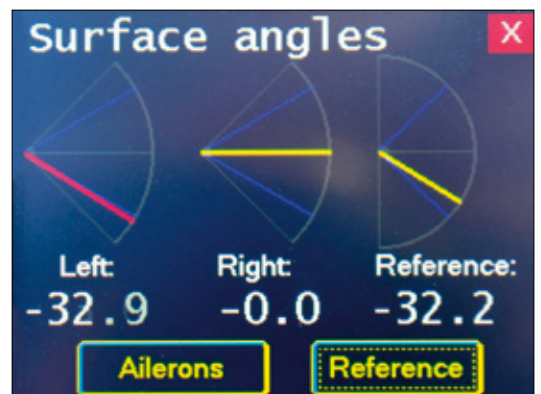 Surface angles X
Left: Right: Reference:
-32.9 -0.0 -32.2
Ailerons Reference